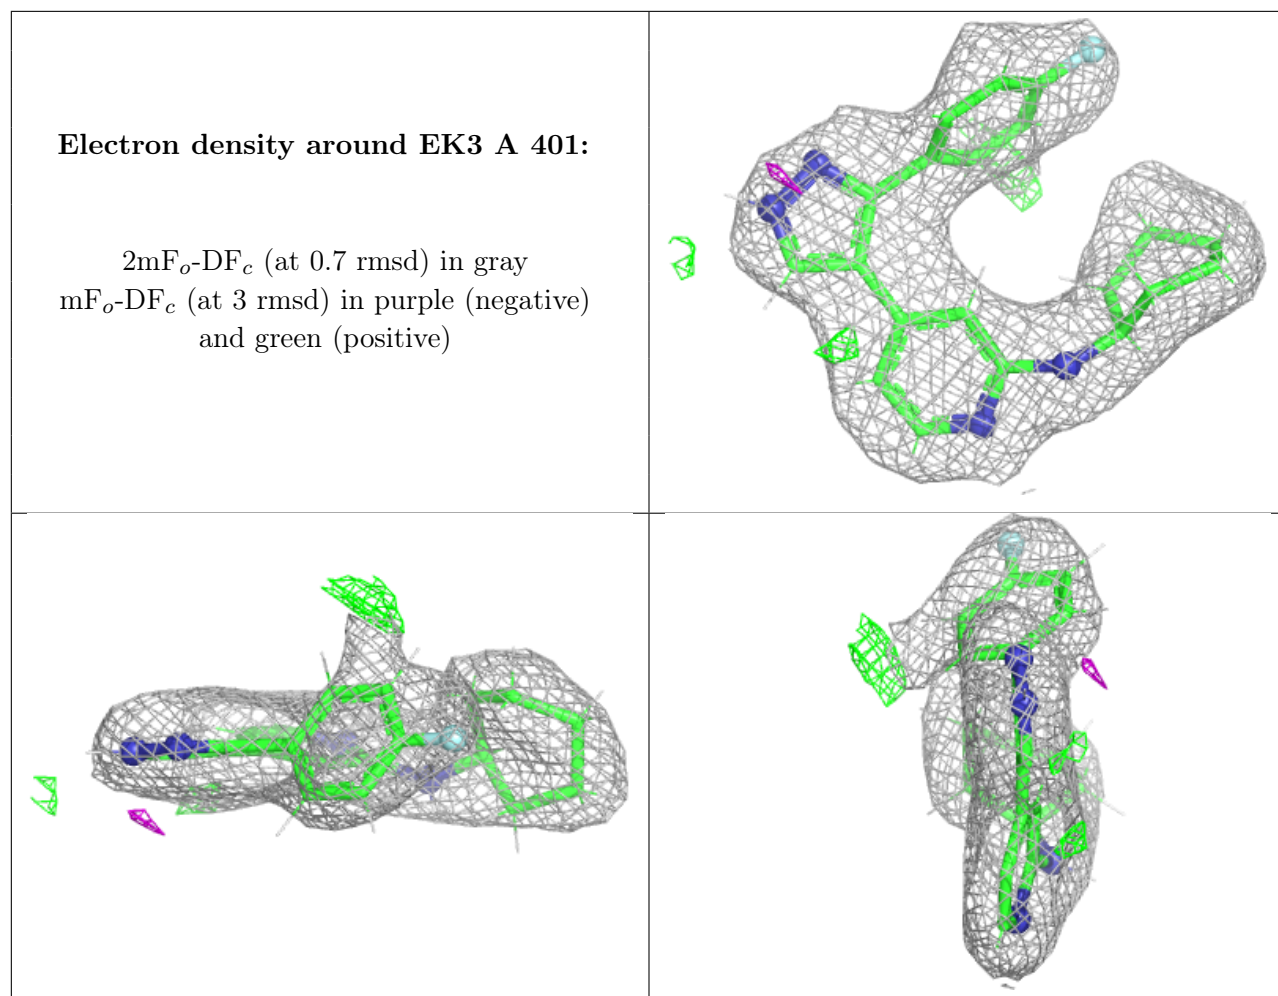 Electron density around EK3 A 401:
2mFo-DFc (at 0.7 rmsd) in gray
mFo-DFc (at 3 rmsd) in purple (negative)
and green (positive)